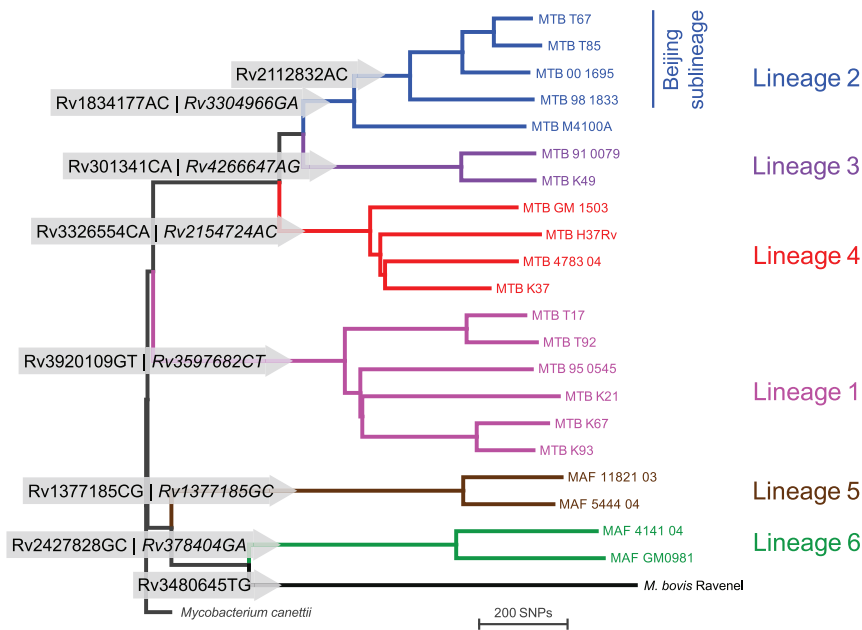 MTB T67
MTB T85
Rv2112832AC
MTB 00 1695
Beijing
sublineage
Lineage 2
Rv1834177AC | Rv3304966GA
MTB 98 1833
MTB M4100A
Rv301341CA | Rv4266647AG
MTB 91 0079
MTB K49
Lineage 3
MTB GM 1503
Rv3326554CA | Rv2154724AC
MTB H37Rv
MTB 4783 04
MTB K37
Lineage 4
MTB T17
MTB T92
Rv3920109GT | Rv3597682CT
MTB 95 0545
MTB K21
MTB K67
MTB K93
Lineage 1
MAF 11821 03
Rv1377185CG | Rv1377185GC
MAF 5444 04
Lineage 5
MAF 4141 04
Rv2427828GC | Rv378404GA
MAF GM0981
Lineage 6
Rv3480645TG
M. bovis Ravenel
Mycobacterium canettii
200 SNPs